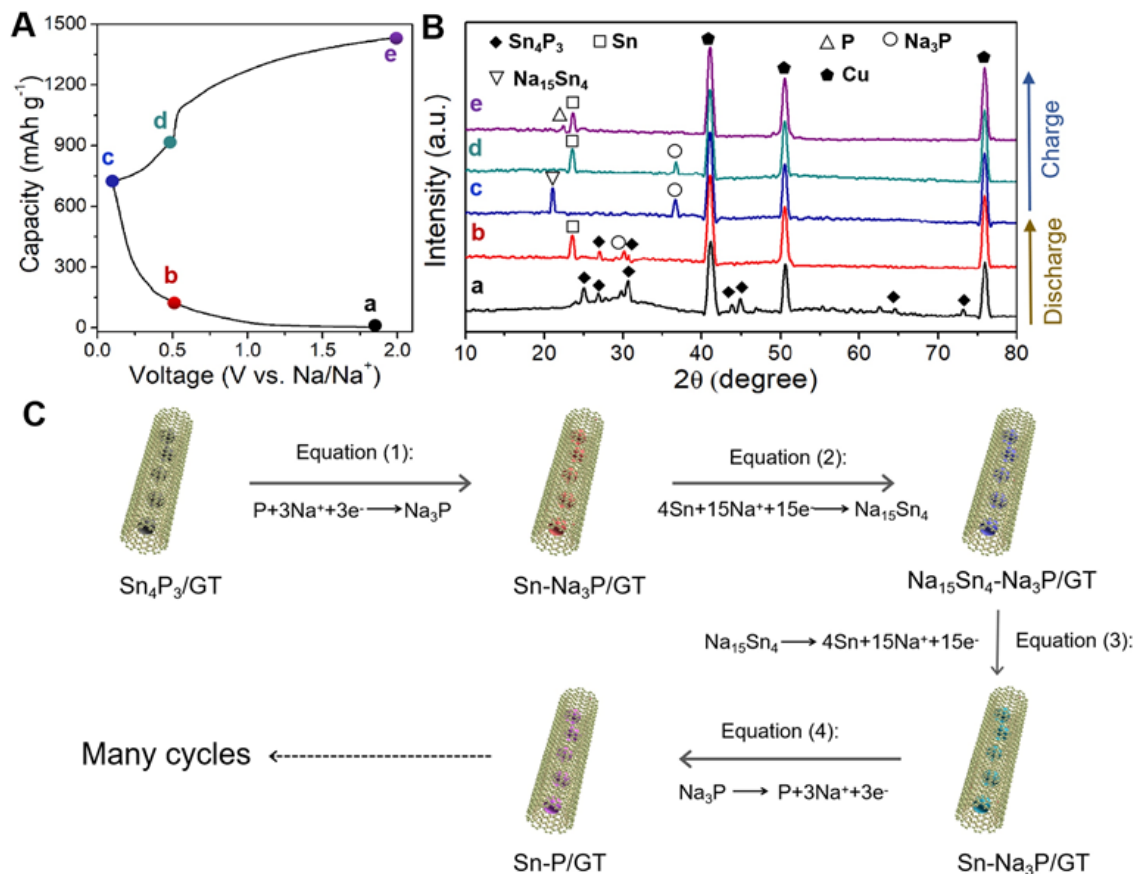 A
Capacity (mAh g⁻¹)
1500
1200
900
600
300
0
e
d
c
b
a
0.0 0.5 1.0 1.5 2.0
Voltage (V vs. Na/Na⁺)
B
Intensity (a.u.)
◆ Sn₄P₃ □ Sn △ P ○ Na₃P
▽ Na₁₅Sn₄ ⬟ Cu
e
d
c
b
a
Charge
Discharge
10 20 30 40 50 60 70 80
2θ (degree)
C
Equation (1):
P+3Na⁺+3e⁻→Na₃P
Equation (2):
4Sn+15Na⁺+15e⁻→Na₁₅Sn₄
Sn₄P₃/GT
Sn-Na₃P/GT
Na₁₅Sn₄-Na₃P/GT
Na₁₅Sn₄→4Sn+15Na⁺+15e⁻
Equation (3):
Many cycles
Equation (4):
Na₃P → P+3Na⁺+3e⁻
Sn-P/GT
Sn-Na₃P/GT